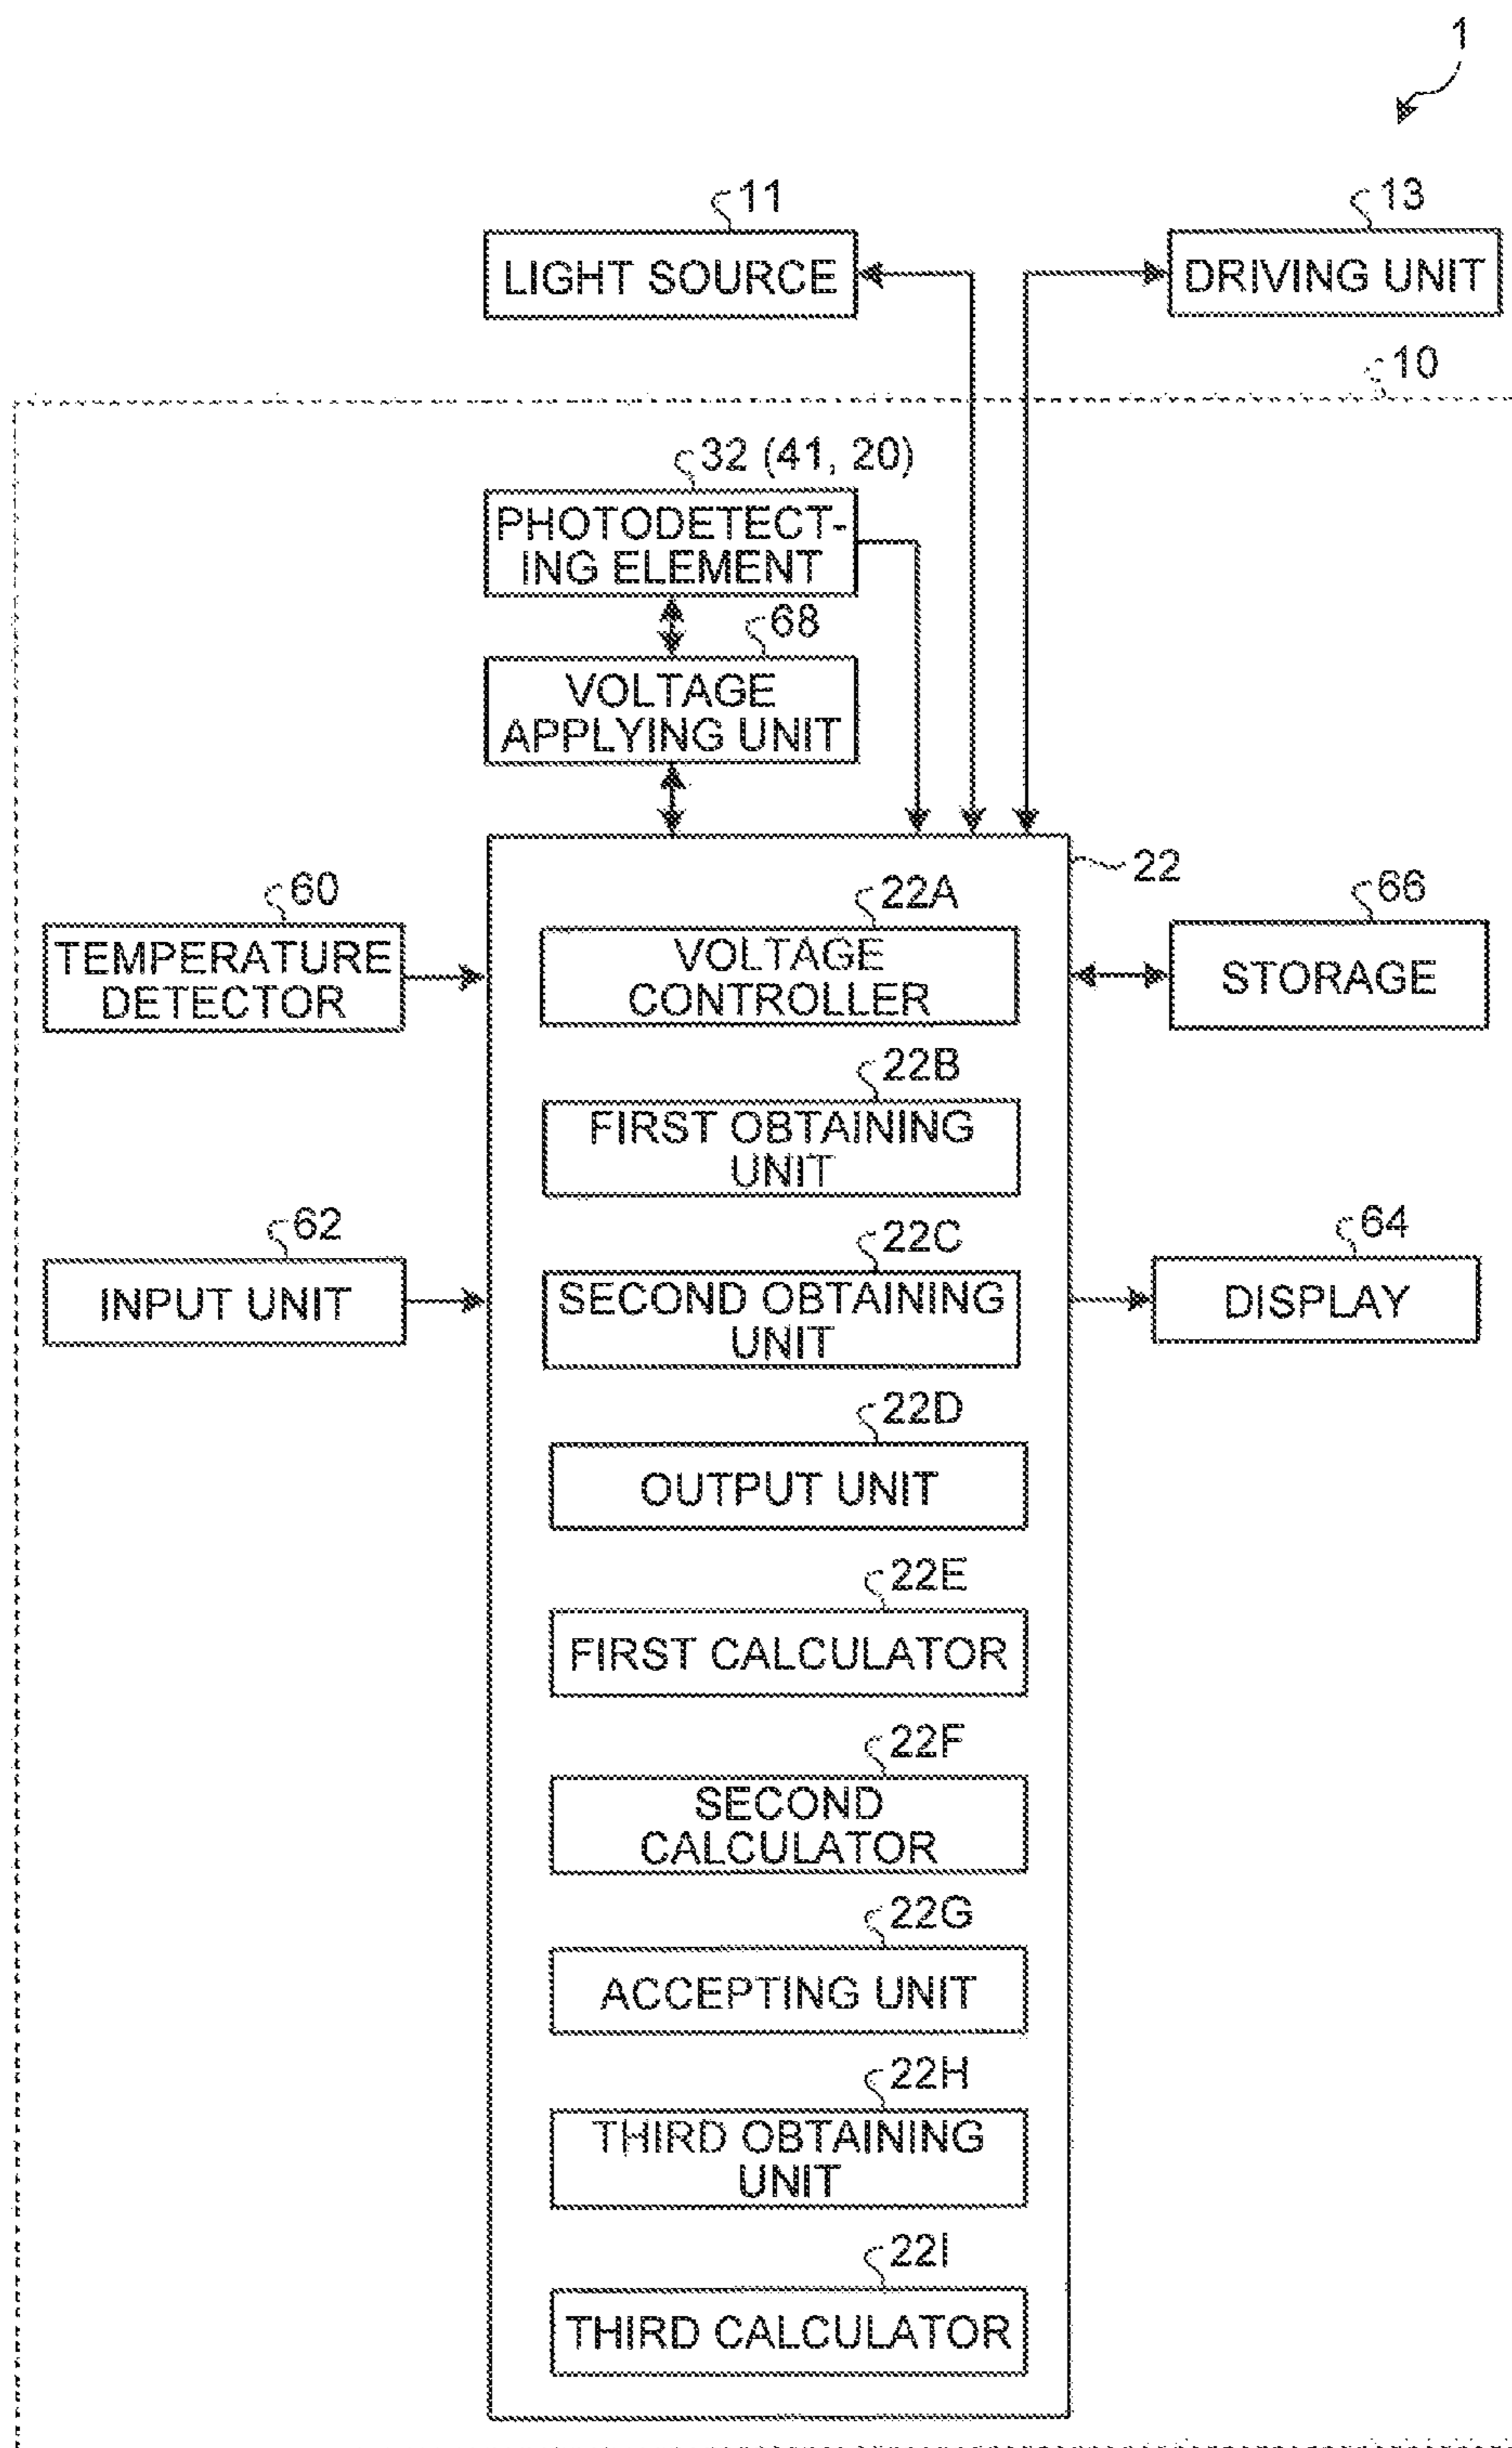 1
11
LIGHT SOURCE
13
DRIVING UNIT
10
32 (41, 20)
PHOTODETECT-
ING ELEMENT
68
VOLTAGE
APPLYING UNIT
22
60
TEMPERATURE
DETECTOR
22A
VOLTAGE
CONTROLLER
66
STORAGE
22B
FIRST OBTAINING
UNIT
62
INPUT UNIT
22C
SECOND OBTAINING
UNIT
64
DISPLAY
22D
OUTPUT UNIT
22E
FIRST CALCULATOR
22F
SECOND
CALCULATOR
22G
ACCEPTING UNIT
22H
THIRD OBTAINING
UNIT
22I
THIRD CALCULATOR